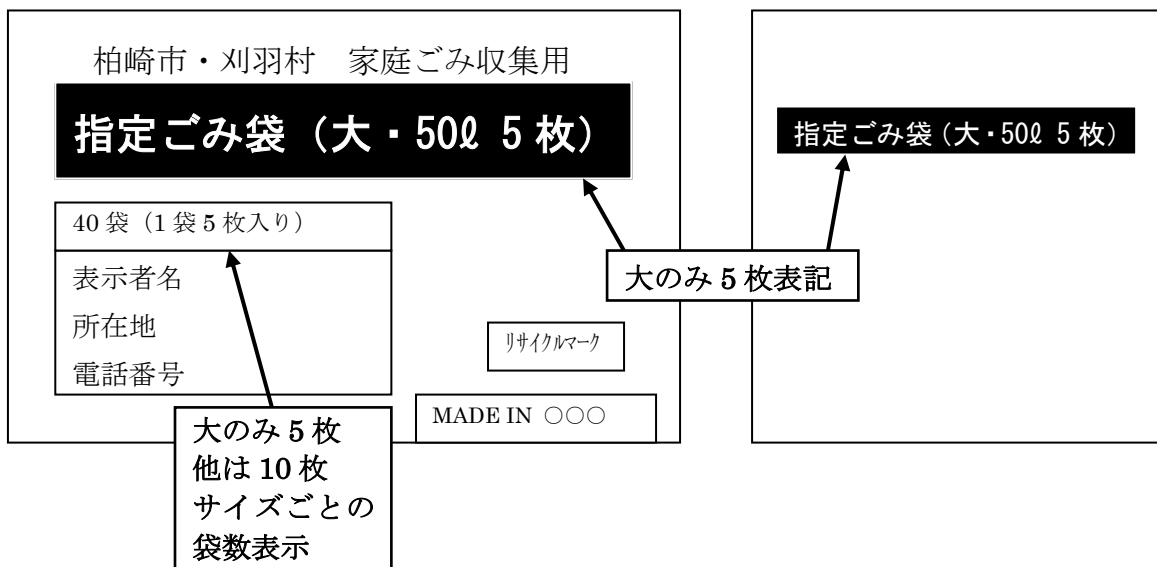 柏崎市・刈羽村　家庭ごみ収集用
指定ごみ袋（大・50ℓ 5枚）
40袋（1袋5枚入り）
表示者名
所在地
電話番号
リサイクルマーク
MADE IN ○○○
大のみ5枚
他は10枚
サイズごとの
袋数表示
大のみ5枚表記
指定ごみ袋（大・50ℓ 5枚）